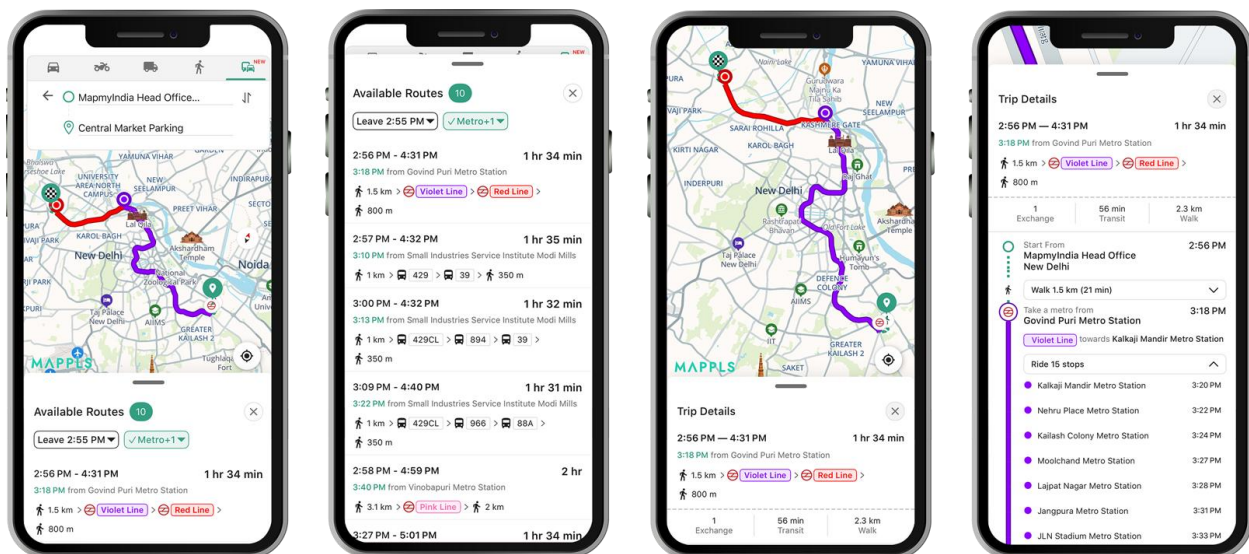 NEW
MapmyIndia Head Office...
Central Market Parking
YAMUNA VIHAR
UNIVERSITY
AREA NORTH
CAMPUS
NEW
SEELAMPUR
INDIRAPURA
PREET VIHAR
SECTO
Lal Qila
KAROL BAGH
Akshardham
Temple
New Delhi
Noida
National
Zoological Park
Taj Palace
New Delhi
AIIMS
GREATER
KAILASH 2
Tughlaq
Fort
MAPPLS
Available Routes 10
Leave 2:55 PM
Metro+1
2:56 PM - 4:31 PM 1 hr 34 min
3:18 PM from Govind Puri Metro Station
1.5 km > Violet Line > Red Line >
800 m
NEW
Available Routes 10
Leave 2:55 PM
Metro+1
2:56 PM - 4:31 PM 1 hr 34 min
3:18 PM from Govind Puri Metro Station
1.5 km > Violet Line > Red Line >
800 m
2:57 PM - 4:32 PM 1 hr 35 min
3:10 PM from Small Industries Service Institute Modi Mills
1 km > 429 > 39 > 350 m
3:00 PM - 4:32 PM 1 hr 32 min
3:13 PM from Small Industries Service Institute Modi Mills
1 km > 429CL > 894 > 39 >
350 m
3:09 PM - 4:40 PM 1 hr 31 min
3:22 PM from Small Industries Service Institute Modi Mills
1 km > 429CL > 966 > 88A >
350 m
2:58 PM - 4:59 PM 2 hr
3:40 PM from Vinobapuri Metro Station
3.1 km > Pink Line > 2 km
3:27 PM - 5:01 PM 1 hr 34 min
YAMUNA VIHAR
Gurudwara
Majnu Ka
Tila Sahib
NEW
SEELAMPUR
SARAI ROHILLA
KASHMERE GATE
KIRTI NAGAR
KAROL BAGH
Lal Qila
Raj Ghat
INDERPURI
New Delhi
Rashtrapati
Bhavan
Old Fort Lake
Akshardha
Temple
Taj Palace
New Delhi
Humayun's
Tomb
DEFENCE
COLONY
AIIMS
IIT
GREATER
KAILASH 2
SAKET
MAPPLS
Trip Details
2:56 PM — 4:31 PM 1 hr 34 min
3:18 PM from Govind Puri Metro Station
1.5 km > Violet Line > Red Line >
800 m
1 56 min 2.3 km
Exchange Transit Walk
Trip Details
2:56 PM — 4:31 PM 1 hr 34 min
3:18 PM from Govind Puri Metro Station
1.5 km > Violet Line > Red Line >
800 m
1 56 min 2.3 km
Exchange Transit Walk
Start From 2:56 PM
MapmyIndia Head Office
New Delhi
Walk 1.5 km (21 min)
Take a metro from 3:18 PM
Govind Puri Metro Station
Violet Line towards Kalkaji Mandir Metro Station
Ride 15 stops
Kalkaji Mandir Metro Station 3:20 PM
Nehru Place Metro Station 3:22 PM
Kailash Colony Metro Station 3:24 PM
Moolchand Metro Station 3:27 PM
Lajpat Nagar Metro Station 3:28 PM
Jangpura Metro Station 3:31 PM
JLN Stadium Metro Station 3:33 PM